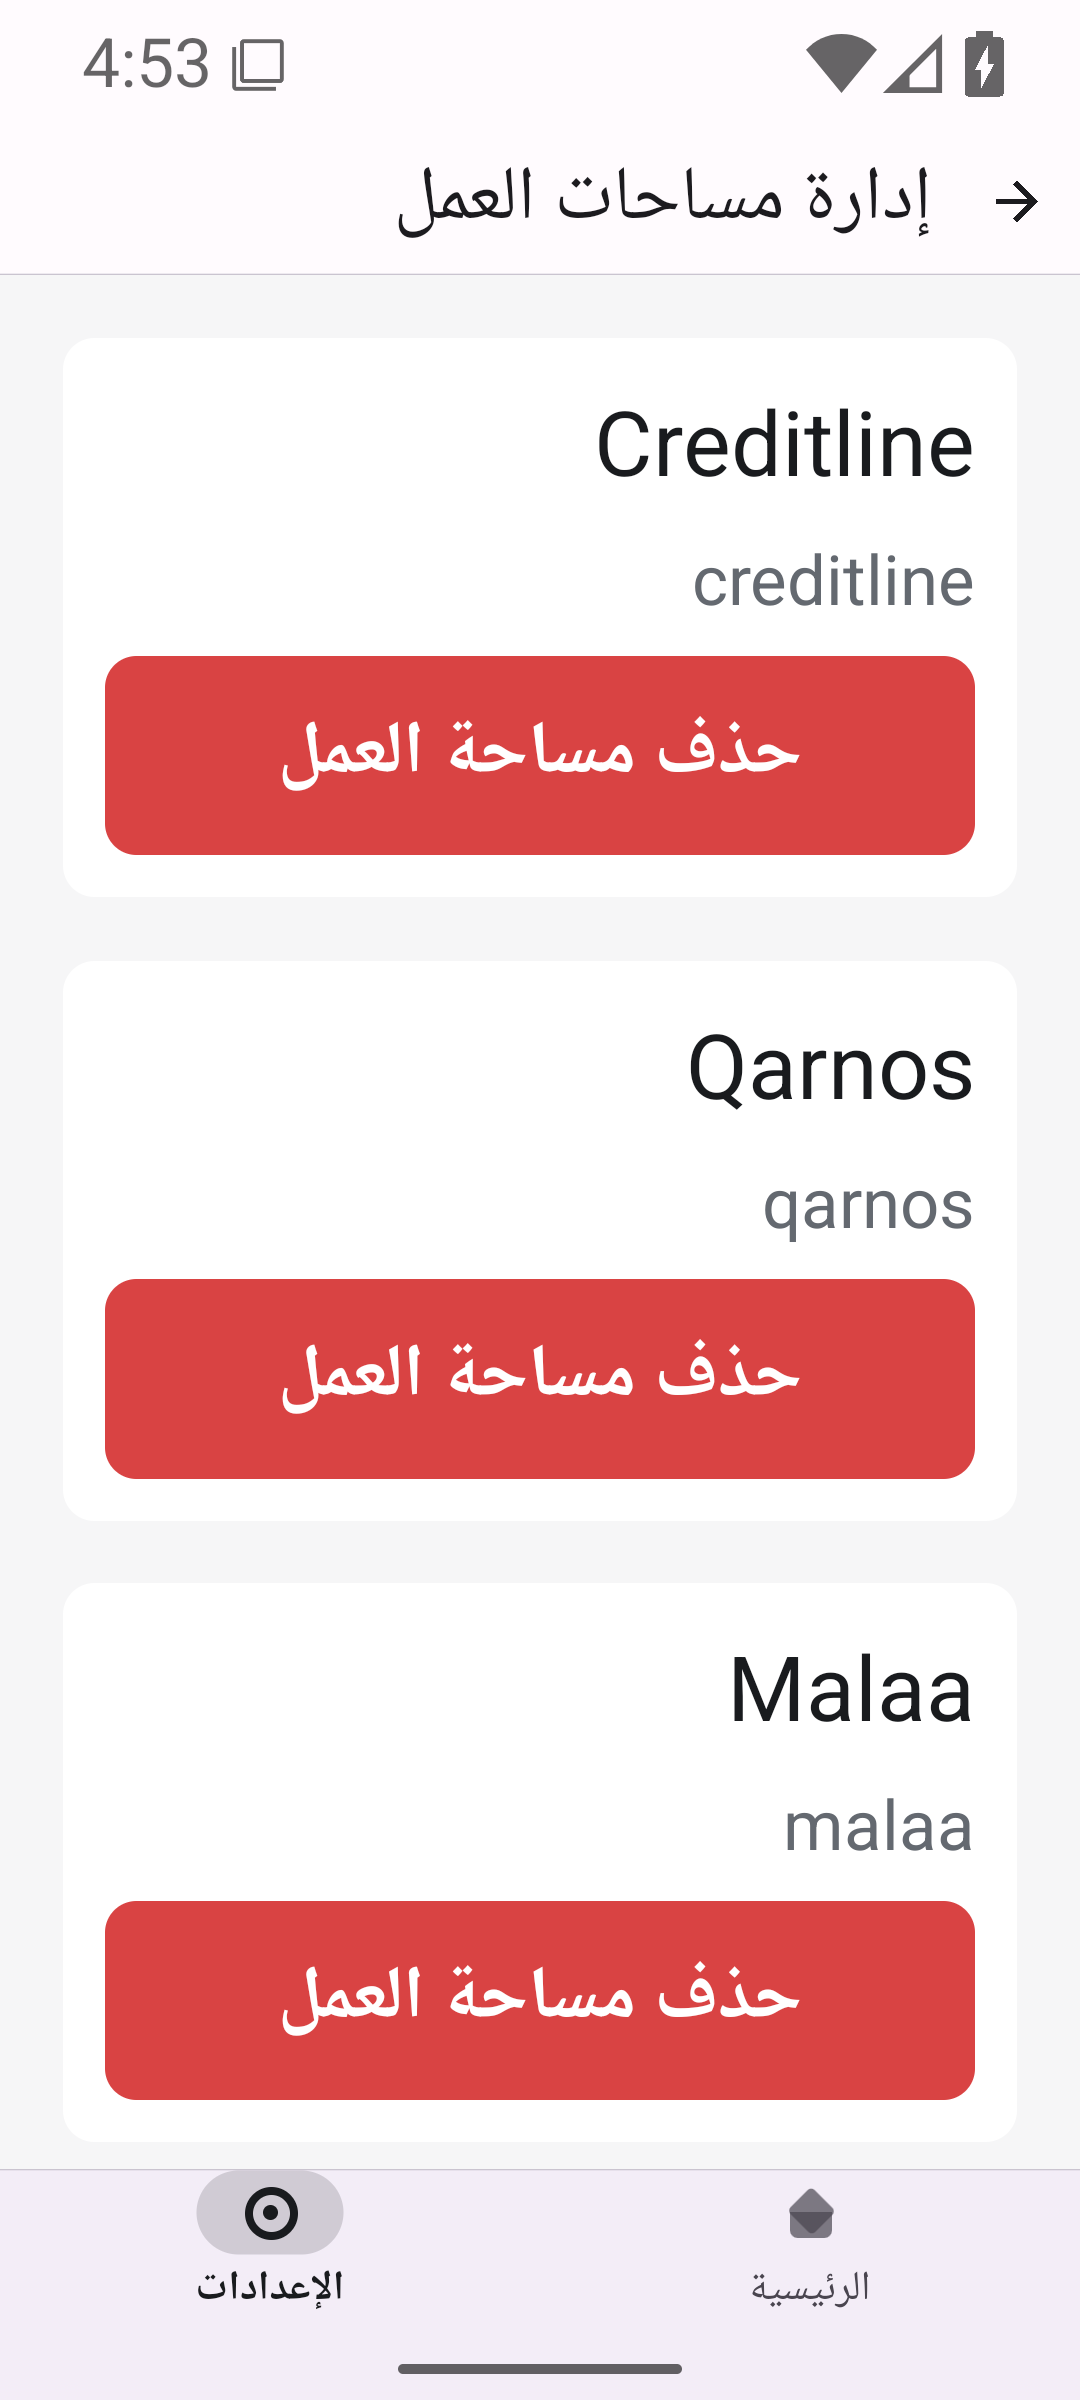 4:53
إدارة مساحات العمل
Creditline
creditline
حذف مساحة العمل
Qarnos
qarnos
حذف مساحة العمل
Malaa
malaa
حذف مساحة العمل
الرئيسية
الإعدادات